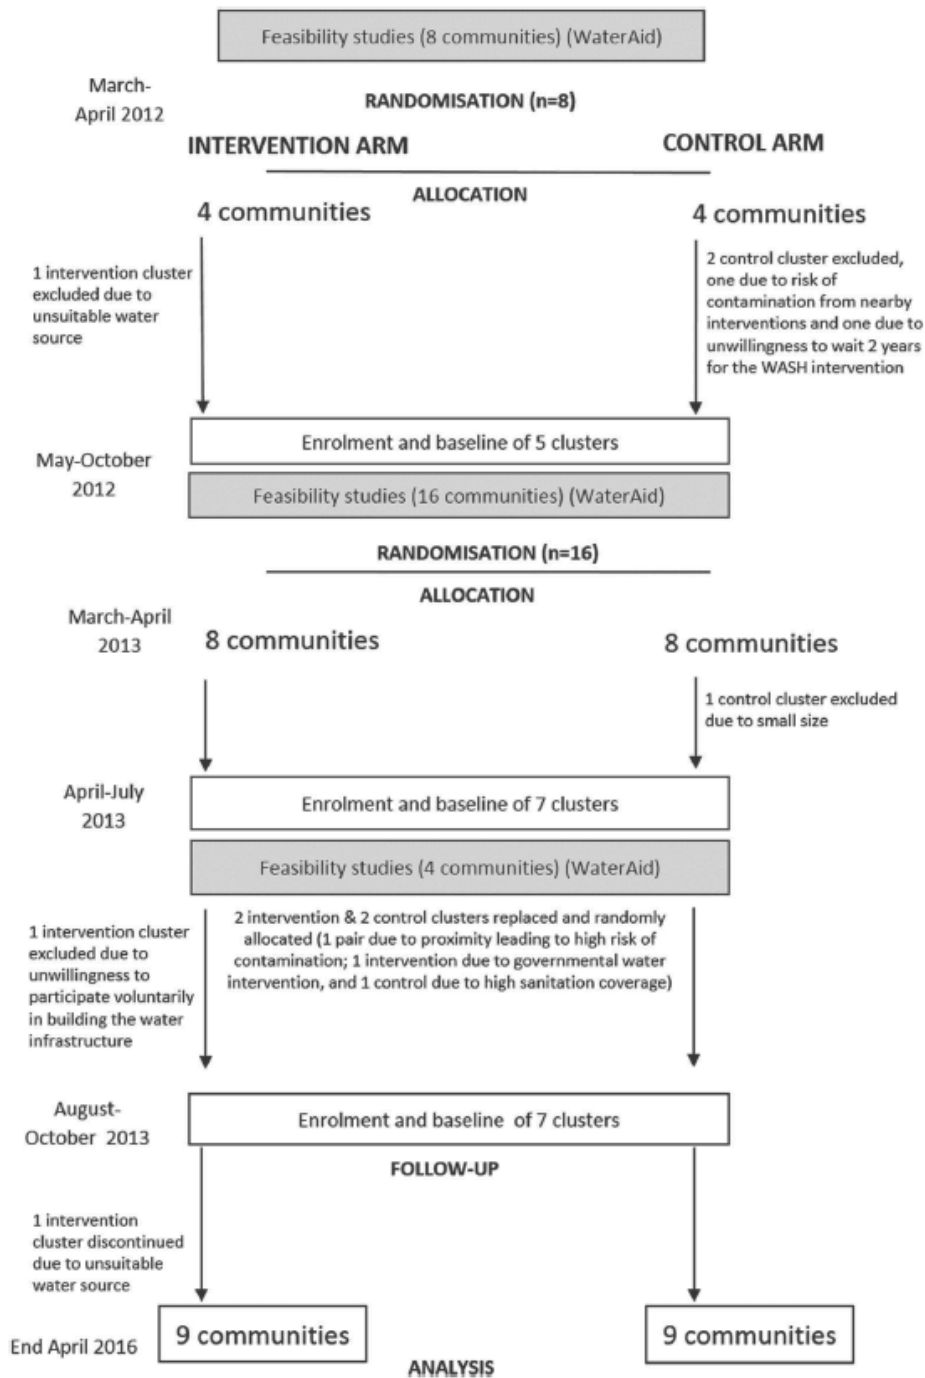 Feasibility studies (8 communities) (WaterAid)
March-
April 2012
RANDOMISATION (n=8)
INTERVENTION ARM
CONTROL ARM
ALLOCATION
4 communities
4 communities
1 intervention cluster
excluded due to
unsuitable water
source
2 control cluster excluded,
one due to risk of
contamination from nearby
interventions and one due to
unwillingness to wait 2 years
for the WASH intervention
Enrolment and baseline of 5 clusters
May-October
2012
Feasibility studies (16 communities) (WaterAid)
RANDOMISATION (n=16)
ALLOCATION
March-April
2013
8 communities
8 communities
1 control cluster excluded
due to small size
April-July
2013
Enrolment and baseline of 7 clusters
Feasibility studies (4 communities) (WaterAid)
1 intervention cluster
excluded due to
unwillingness to
participate voluntarily
in building the water
infrastructure
2 intervention & 2 control clusters replaced and randomly
allocated (1 pair due to proximity leading to high risk of
contamination; 1 intervention due to governmental water
intervention, and 1 control due to high sanitation coverage)
August-
October 2013
Enrolment and baseline of 7 clusters
FOLLOW-UP
1 intervention
cluster discontinued
due to unsuitable
water source
End April 2016
9 communities
9 communities
ANALYSIS